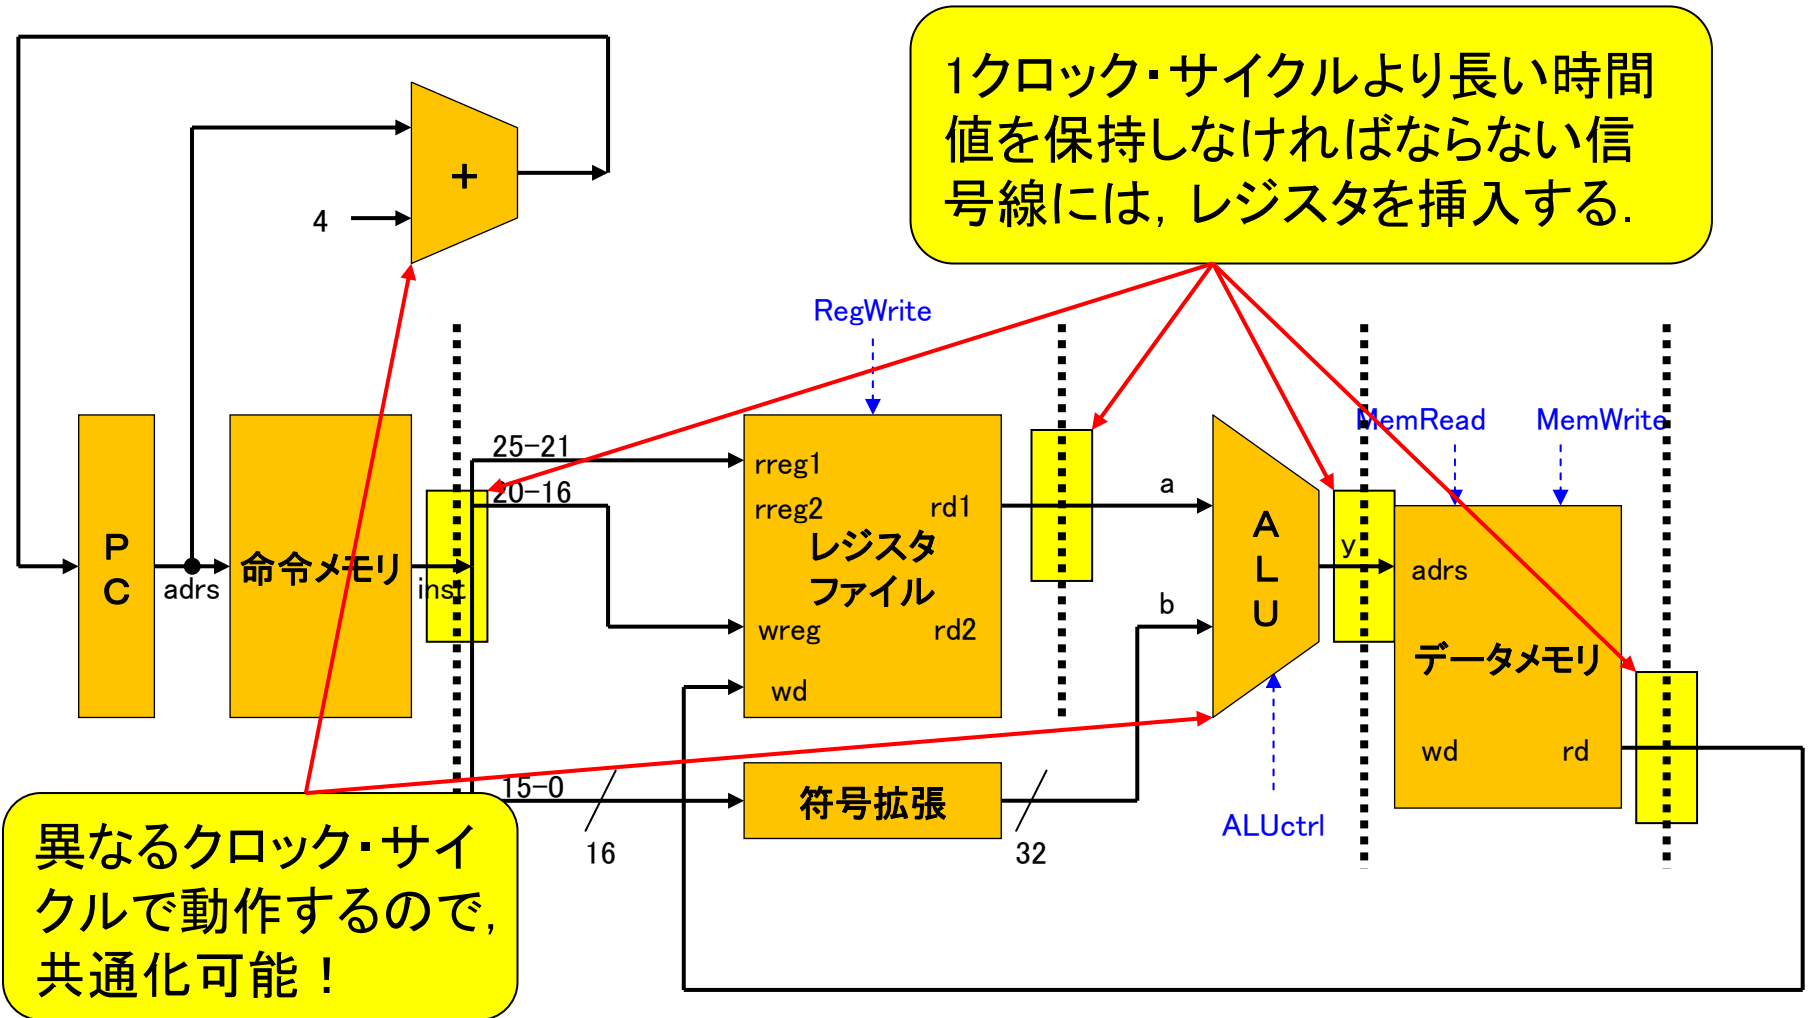 1クロック・サイクルより長い時間
値を保持しなければならない信
号線には, レジスタを挿入する.
+
4
RegWrite
MemRead
MemWrite
25-21
20-16
rreg1
rreg2
rd1
a
P
C
adrs
命令メモリ
inst
レジスタ
ファイル
wreg
rd2
wd
A
L
U
b
y
adrs
データメモリ
wd
rd
15-0
16
符号拡張
32
ALUctrl
異なるクロック・サイ
クルで動作するので,
共通化可能！